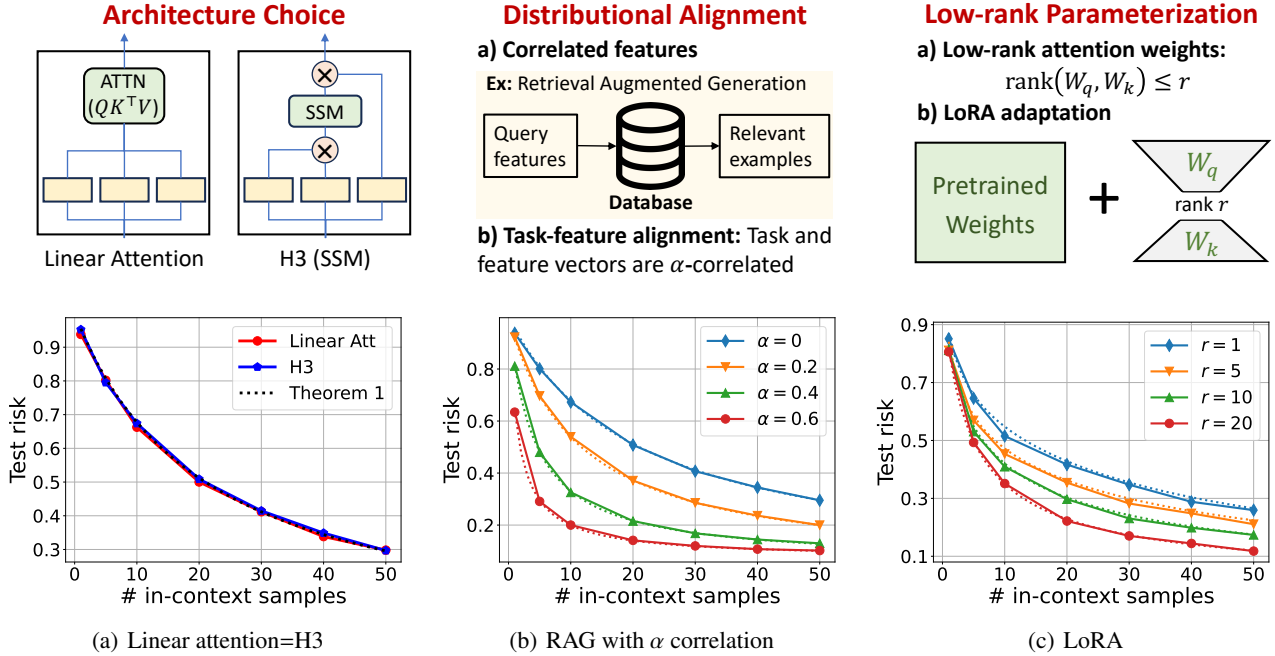 Architecture Choice
ATTN
(QK⊤V)
Linear Attention
SSM
H3 (SSM)
Distributional Alignment
a) Correlated features
Ex: Retrieval Augmented Generation
Query
features
Relevant
examples
Database
b) Task-feature alignment: Task and
feature vectors are α-correlated
Low-rank Parameterization
a) Low-rank attention weights:
rank(W_q, W_k) ≤ r
b) LoRA adaptation
Pretrained
Weights
+
W_q
rank r
W_k
Test risk
0.9
0.8
0.7
0.6
0.5
0.4
0.3
Linear Att
H3
Theorem 1
0 10 20 30 40 50
# in-context samples
(a) Linear attention=H3
Test risk
0.8
0.6
0.4
0.2
α = 0
α = 0.2
α = 0.4
α = 0.6
0 10 20 30 40 50
# in-context samples
(b) RAG with α correlation
Test risk
0.9
0.7
0.5
0.3
0.1
r = 1
r = 5
r = 10
r = 20
0 10 20 30 40 50
# in-context samples
(c) LoRA